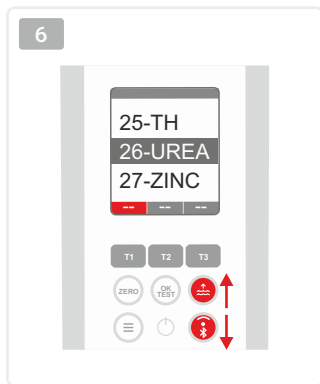 6
25-TH
26-UREA
27-ZINC
-- -- --
T1 T2 T3
ZERO OK TEST